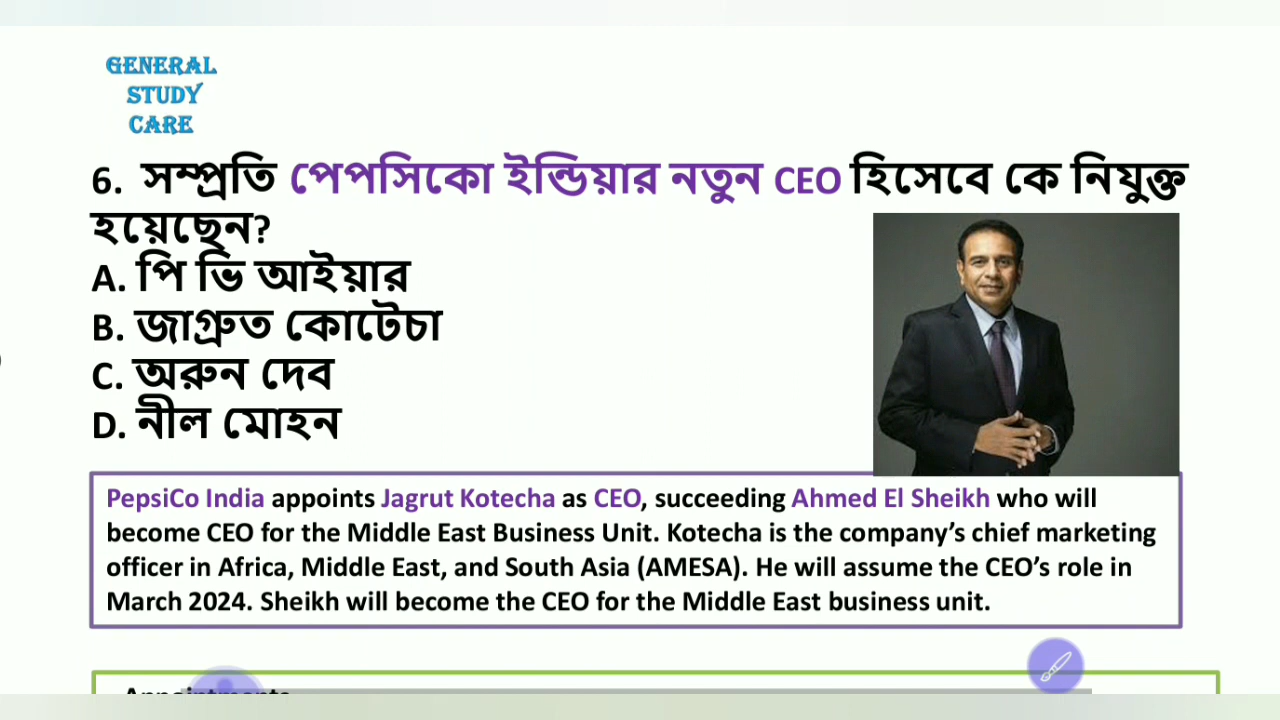 GENERAL
STUDY
CARE
6. সম্প্রতি পেপসিকো ইন্ডিয়ার নতুন CEO হিসেবে কে নিযুক্ত
হয়েছেন?
A. পি ভি আইয়ার
B. জাগ্রুত কোটেচা
C. অরুন দেব
D. নীল মোহন
PepsiCo India appoints Jagrut Kotecha as CEO, succeeding Ahmed El Sheikh who will
become CEO for the Middle East Business Unit. Kotecha is the company’s chief marketing
officer in Africa, Middle East, and South Asia (AMESA). He will assume the CEO’s role in
March 2024. Sheikh will become the CEO for the Middle East business unit.
Appointments